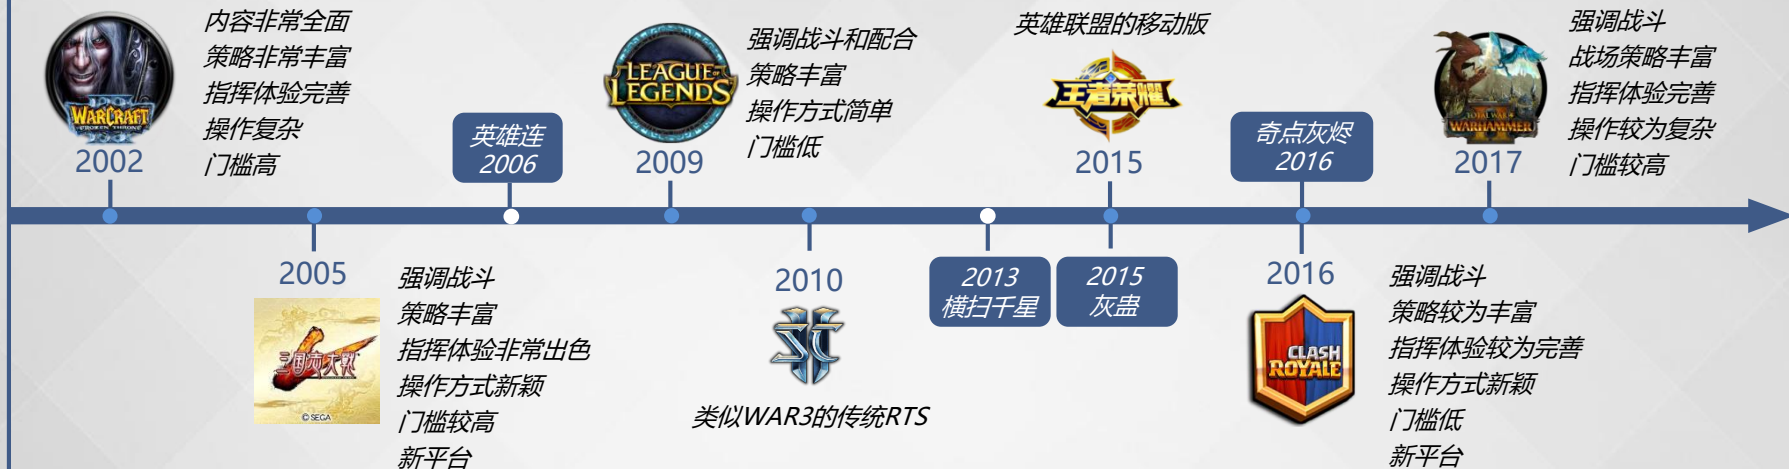 内容非常全面
策略非常丰富
指挥体验完善
操作复杂
门槛高
WARCRAFT
2002
英雄连
2006
LEAGUE OF
LEGENDS
2009
强调战斗和配合
策略丰富
操作方式简单
门槛低
英雄联盟的移动版
王者荣耀
2015
奇点灰烬
2016
TOTAL WAR
WARHAMMER
II
2017
强调战斗
战场策略丰富
指挥体验完善
操作较为复杂
门槛较高
2005
三国志大戦
© SEGA
强调战斗
策略丰富
指挥体验非常出色
操作方式新颖
门槛较高
新平台
2010
类似WAR3的传统RTS
2013
横扫千星
2015
灰蛊
2016
CLASH
ROYALE
强调战斗
策略较为丰富
指挥体验较为完善
操作方式新颖
门槛低
新平台